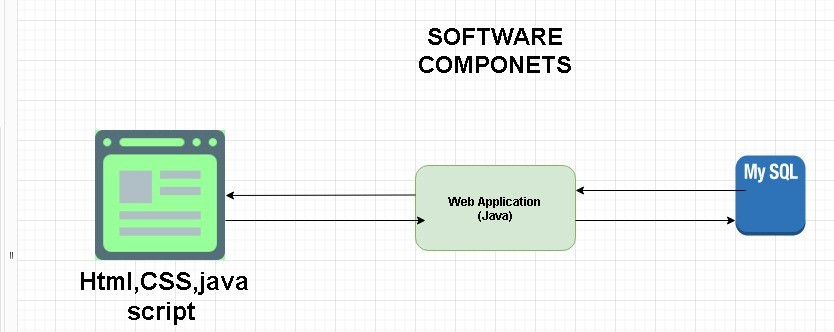 SOFTWARE
COMPONETS
My SQL
Web Application
(Java)
Html,CSS,java
script